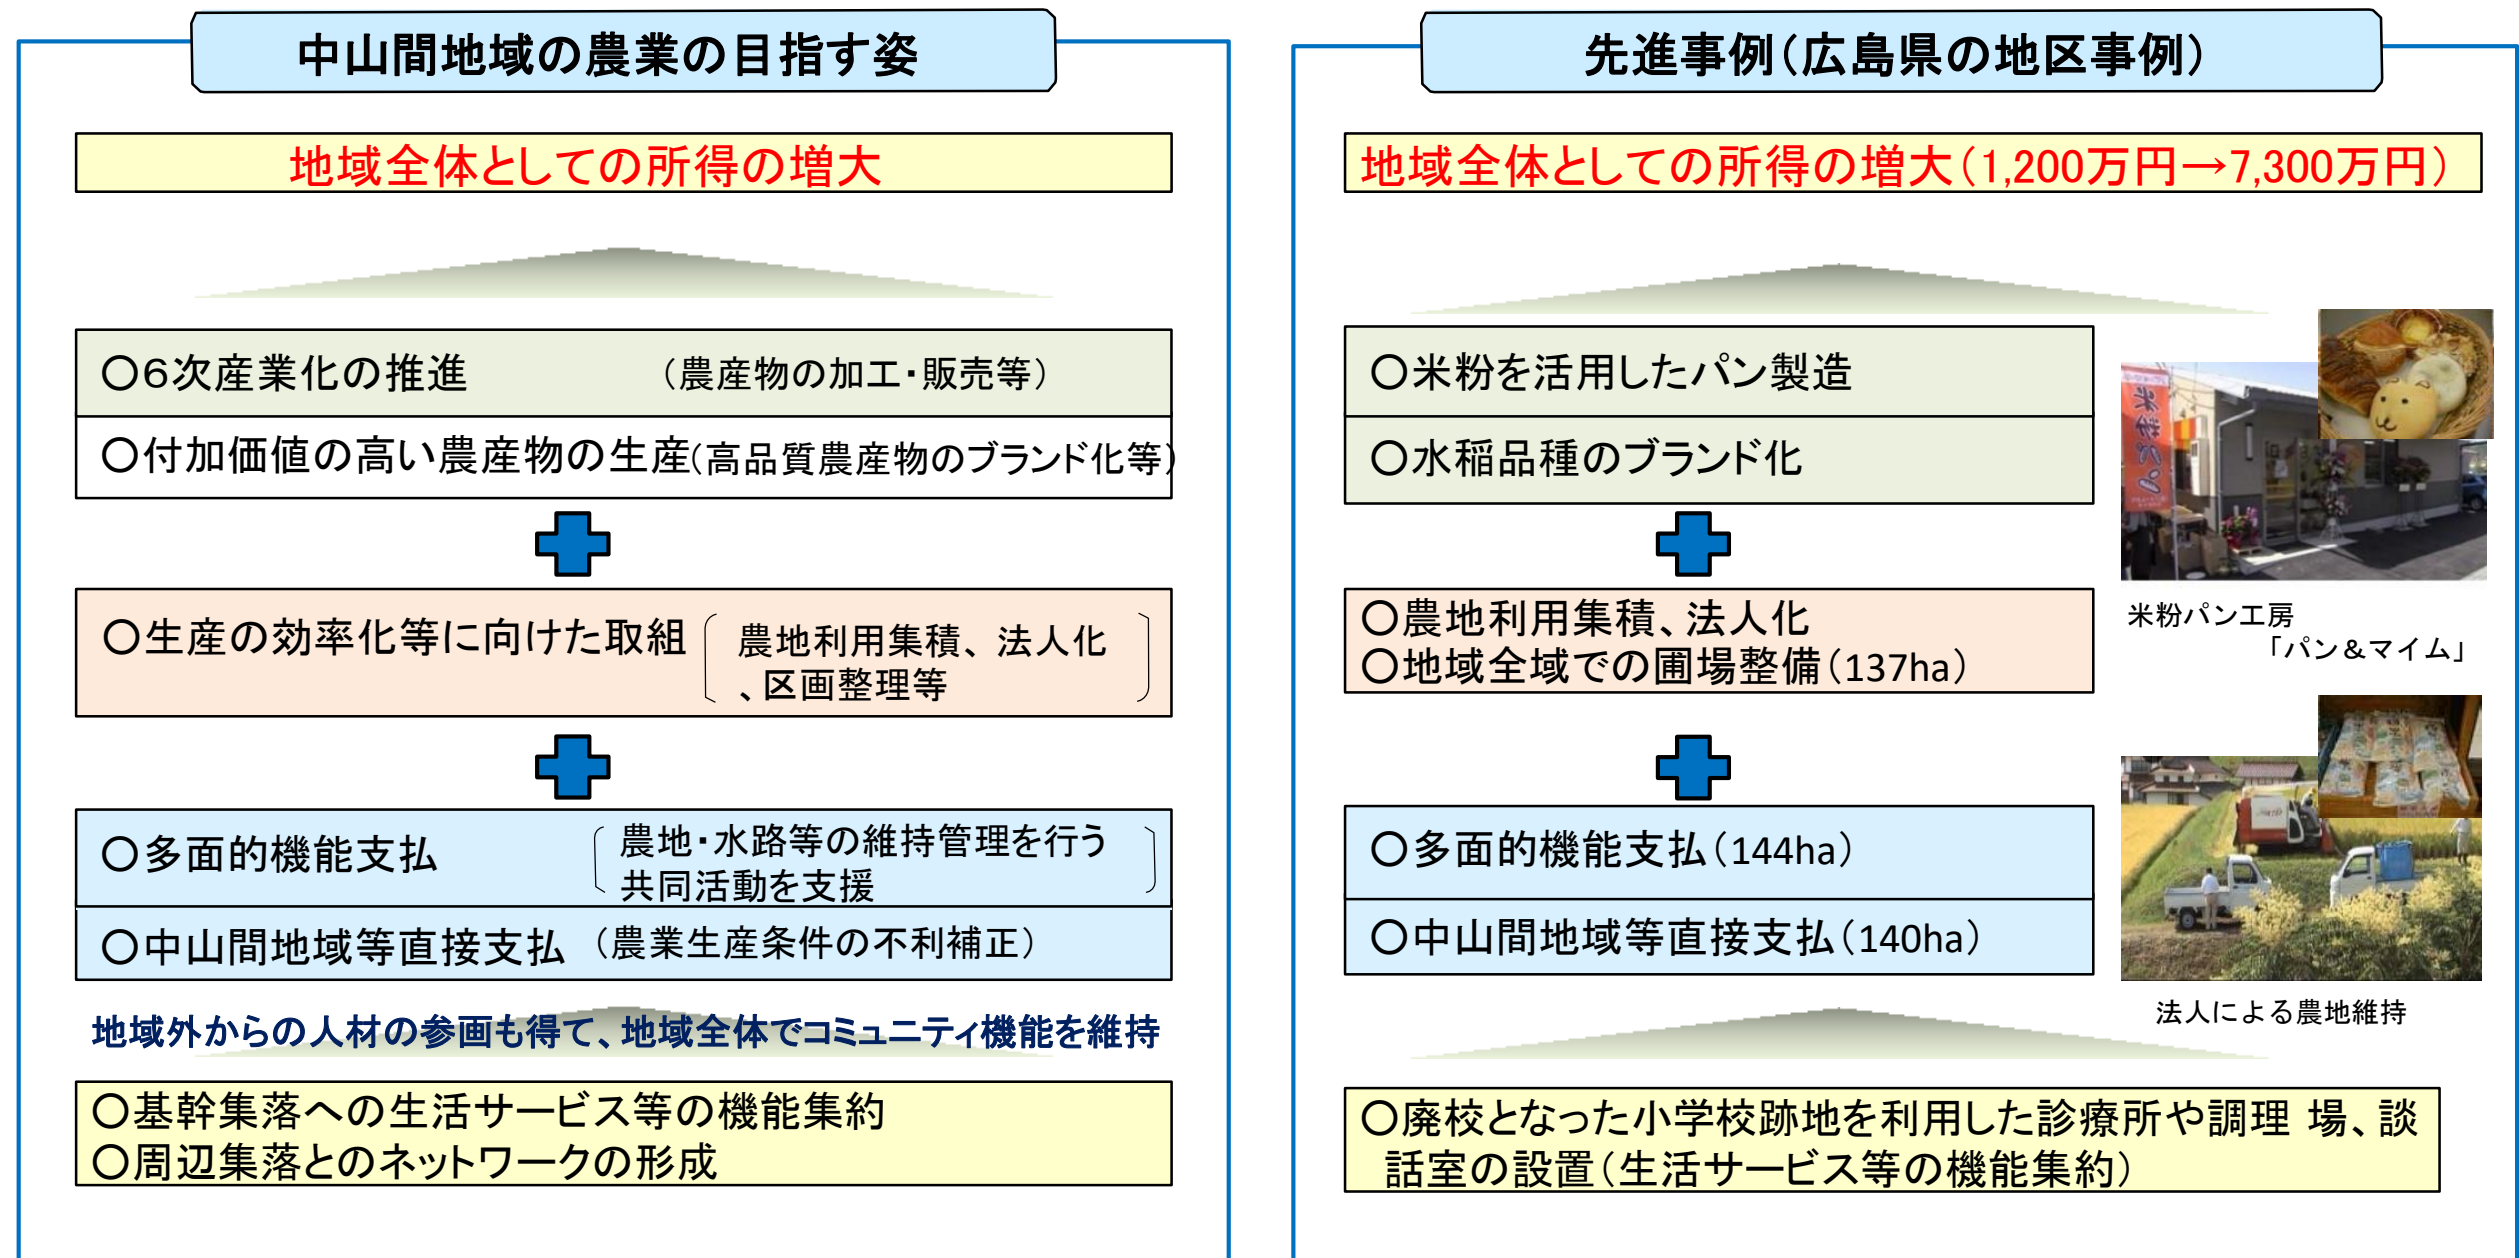 中山間地域の農業の目指す姿
地域全体としての所得の増大
○6次産業化の推進 （農産物の加工・販売等）
○付加価値の高い農産物の生産(高品質農産物のブランド化等)
○生産の効率化等に向けた取組
農地利用集積、法人化
、区画整理等
○多面的機能支払
農地・水路等の維持管理を行う
共同活動を支援
○中山間地域等直接支払 （農業生産条件の不利補正）
地域外からの人材の参画も得て、地域全体でコミュニティ機能を維持
○基幹集落への生活サービス等の機能集約
○周辺集落とのネットワークの形成
先進事例(広島県の地区事例)
地域全体としての所得の増大(1,200万円→7,300万円)
○米粉を活用したパン製造
○水稲品種のブランド化
○農地利用集積、法人化
○地域全域での圃場整備(137ha)
○多面的機能支払(144ha)
○中山間地域等直接支払(140ha)
○廃校となった小学校跡地を利用した診療所や調理 場、談
話室の設置(生活サービス等の機能集約)
米粉パン
米粉パン工房
「パン＆マイム」
法人による農地維持